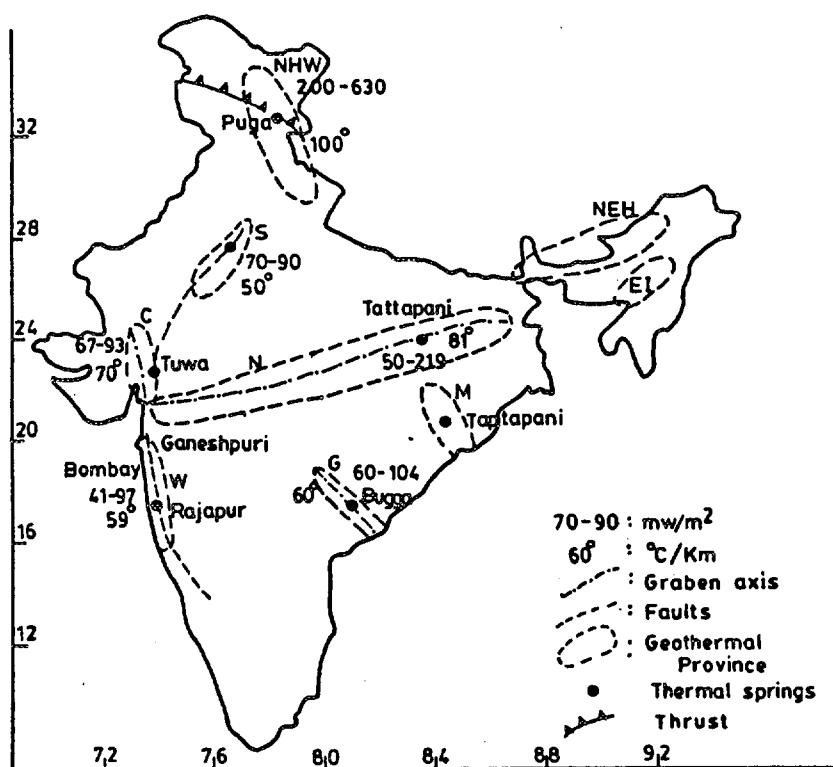 NHW
200-630
32
Puga
100°
28
NEH
S
70-90
50°
EI
C
Tattapani
24
67-93
81°
70°
Tuwa
N
50-219
M
20
Ganeshpuri
Taptapani
Bombay
W
G
60-104
41-97
60°
Bugga
59°
Rajapur
16
12
70-90 : mw/m²
60° : °C/Km
: Graben axis
: Faults
: Geothermal
Province
Thermal springs
Thrust
7,2 7,6 8,0 8,4 8,8 9,2